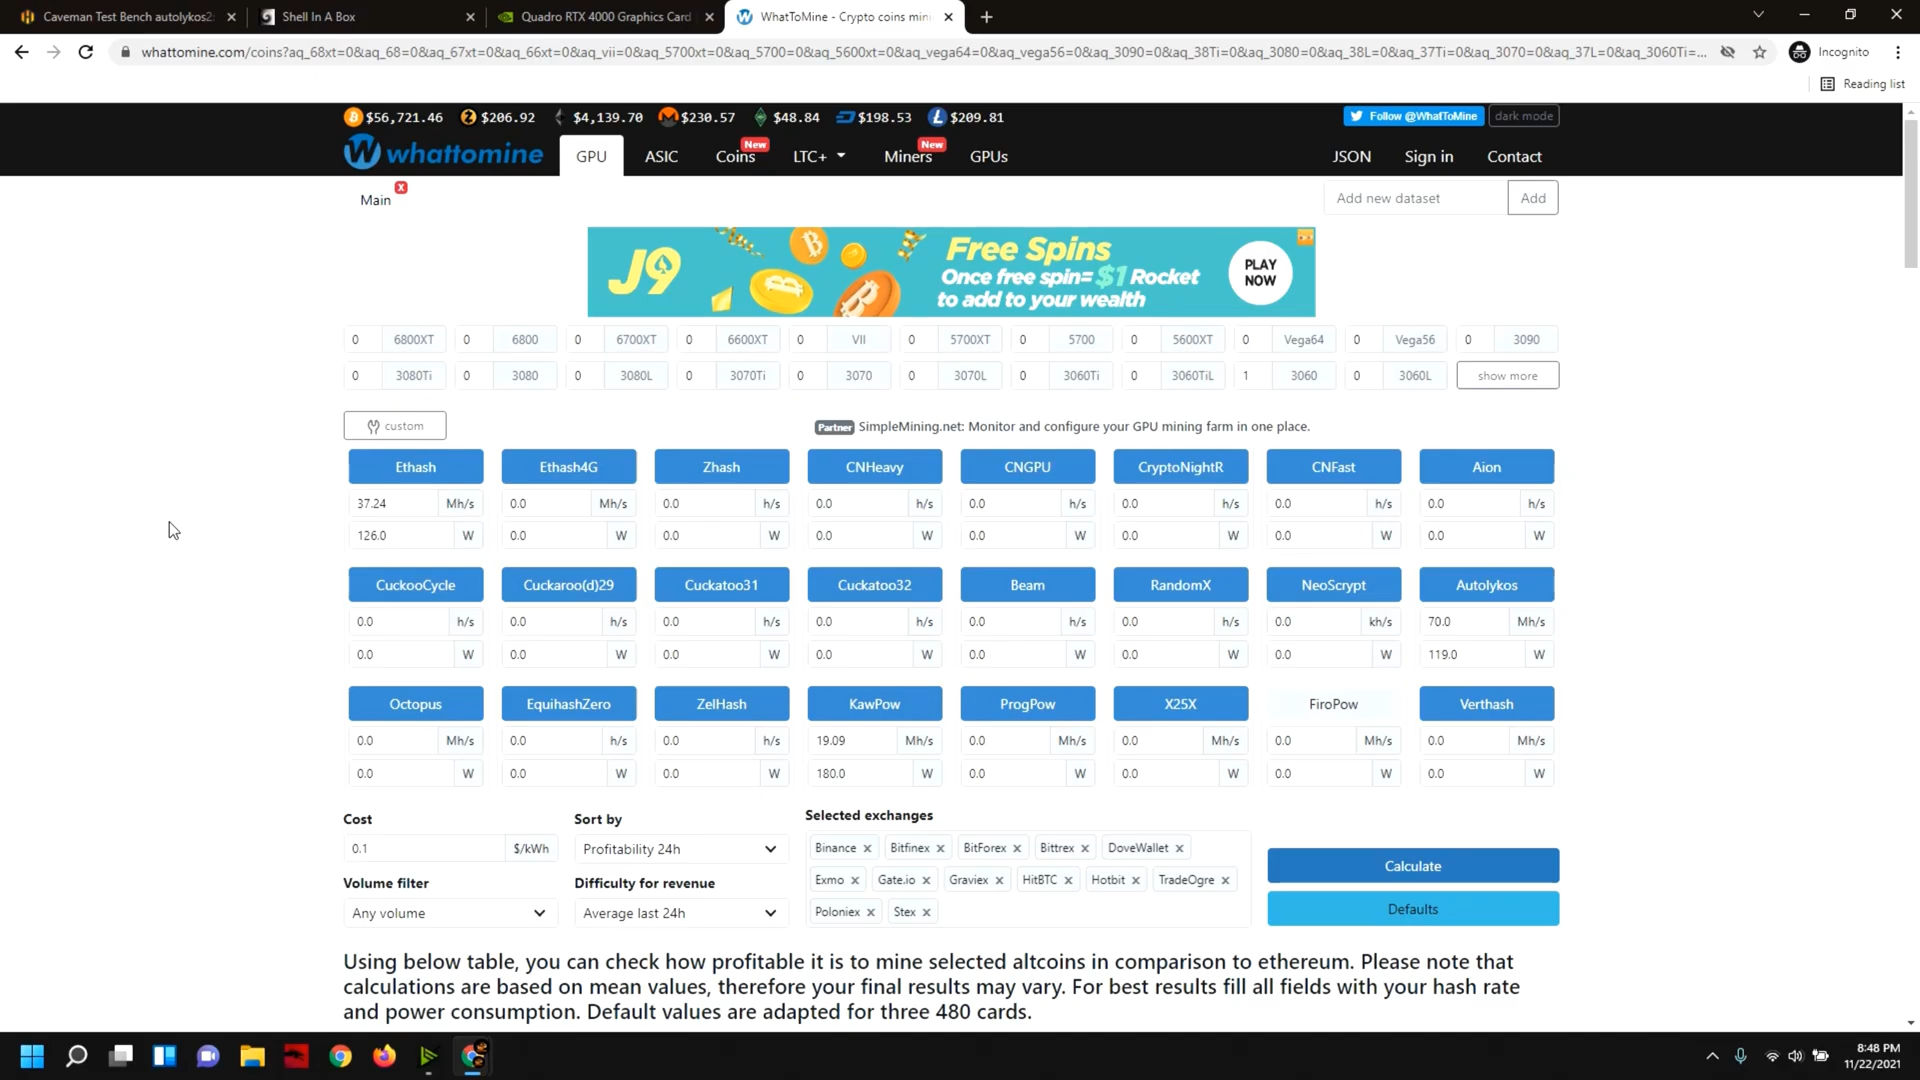 Caveman Test Bench autolykos2
Shell In A Box
Quadro RTX 4000 Graphics Card
WhatToMine - Crypto coins mini
whattomine.com/coins?aq_68xt=0&aq_68=0&aq_67xt=0&aq_66xt=0&aq_vii=0&aq_5700xt=0&aq_5700=0&aq_5600xt=0&aq_vega64=0&aq_vega56=0&aq_3090=0&aq_38Ti=0&aq_3080=0&aq_38L=0&aq_37Ti=0&aq_3070=0&aq_37L=0&aq_3060Ti=...
Incognito
Reading list
$56,721.46 $206.92 $4,139.70 $230.57 $48.84 $198.53 $209.81
Follow @WhatToMine dark mode
whattomine
GPU ASIC Coins New LTC+ Miners New GPUs
JSON Sign in Contact
Main x
Add new dataset Add
J9
Free Spins
Once free spin= $1 Rocket
to add to your wealth
PLAY
NOW
0 6800XT 0 6800 0 6700XT 0 6600XT 0 VII 0 5700XT 0 5700 0 5600XT 0 Vega64 0 Vega56 0 3090
0 3080Ti 0 3080 0 3080L 0 3070Ti 0 3070 0 3070L 0 3060Ti 0 3060TiL 1 3060 0 3060L show more
custom
Partner SimpleMining.net: Monitor and configure your GPU mining farm in one place.
Ethash Ethash4G Zhash CNHeavy CNGPU CryptoNightR CNFast Aion
37.24 Mh/s 0.0 Mh/s 0.0 h/s 0.0 h/s 0.0 h/s 0.0 h/s 0.0 h/s 0.0 h/s
126.0 W 0.0 W 0.0 W 0.0 W 0.0 W 0.0 W 0.0 W 0.0 W
CuckooCycle Cuckaroo(d)29 Cuckatoo31 Cuckatoo32 Beam RandomX NeoScrypt Autolykos
0.0 h/s 0.0 h/s 0.0 h/s 0.0 h/s 0.0 h/s 0.0 h/s 0.0 kh/s 70.0 Mh/s
0.0 W 0.0 W 0.0 W 0.0 W 0.0 W 0.0 W 0.0 W 119.0 W
Octopus EquihashZero ZelHash KawPow ProgPow X25X FiroPow Verthash
0.0 Mh/s 0.0 h/s 0.0 h/s 19.09 Mh/s 0.0 Mh/s 0.0 Mh/s 0.0 Mh/s 0.0 Mh/s
0.0 W 0.0 W 0.0 W 180.0 W 0.0 W 0.0 W 0.0 W 0.0 W
Cost Sort by Selected exchanges
0.1 $/kWh Profitability 24h
Binance x Bitfinex x BitForex x Bittrex x DoveWallet x
Calculate
Exmo x Gate.io x Graviex x HitBTC x Hotbit x TradeOgre x
Volume filter Difficulty for revenue
Any volume Average last 24h
Poloniex x Stex x
Defaults
Using below table, you can check how profitable it is to mine selected altcoins in comparison to ethereum. Please note that
calculations are based on mean values, therefore your final results may vary. For best results fill all fields with your hash rate
and power consumption. Default values are adapted for three 480 cards.
8:48 PM
11/22/2021